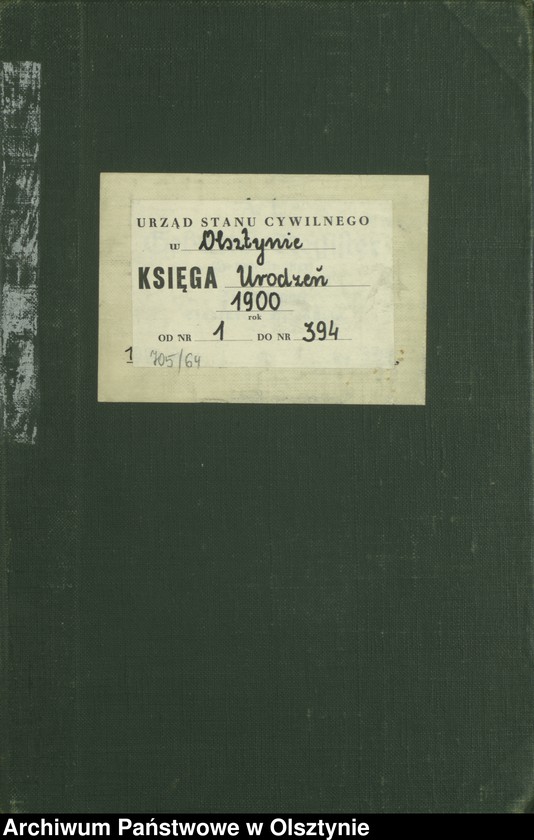 URZĄD STANU CYWILNEGO
w Olsztynie
KSIĘGA Urodzeń
1900
rok
OD NR 1 DO NR 394
1 705/64
Archiwum Państwowe w Olsztynie